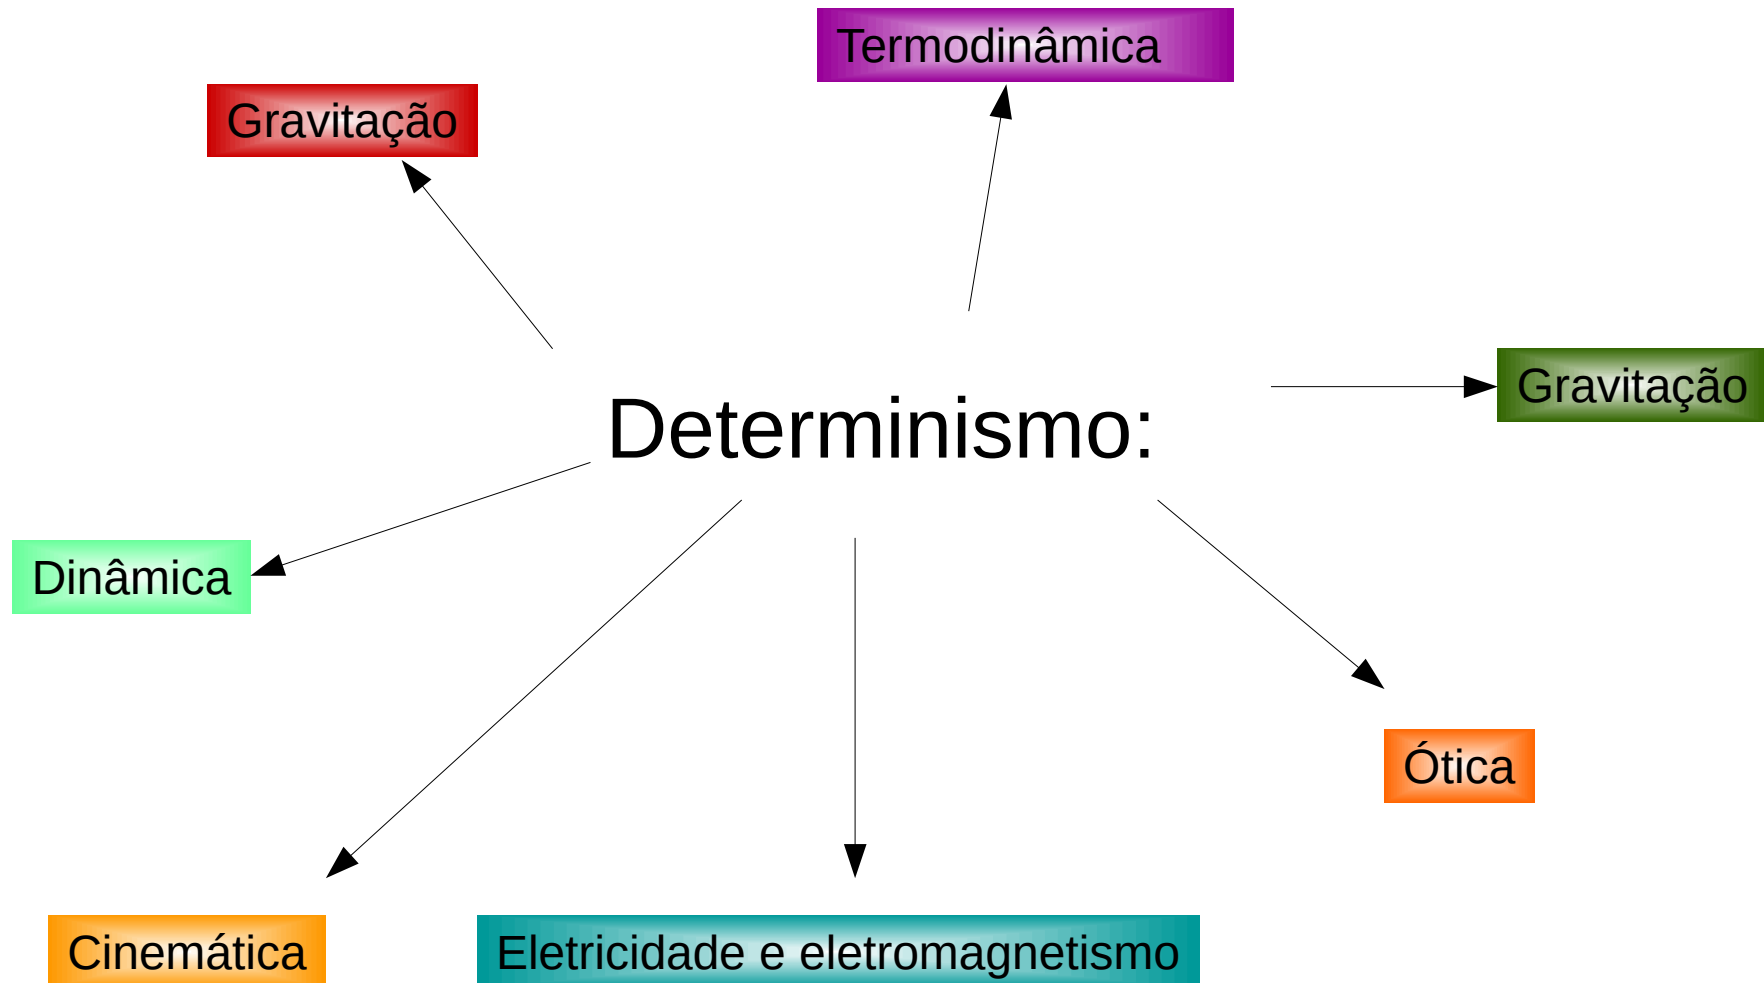 Termodinâmica
Gravitação
Gravitação
Determinismo:
Dinâmica
Ótica
Cinemática
Eletricidade e eletromagnetismo